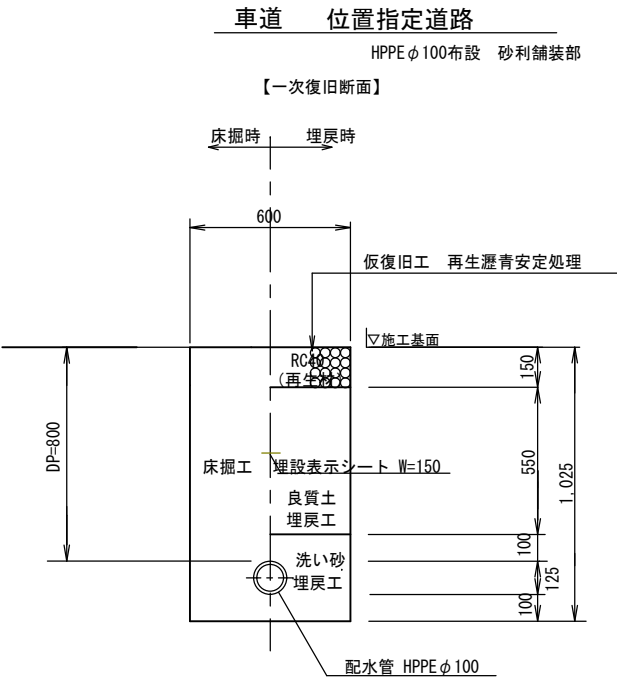 車道　位置指定道路
HPPEφ100布設　砂利舗装部
【一次復旧断面】
床掘時　埋戻時
600
仮復旧工　再生瀝青安定処理
▽施工基面
RC40
(再生材)
150
DP=800
床掘工
埋設表示シート W=150
550
1,025
良質土
埋戻工
100
洗い砂
埋戻工
125
100
配水管 HPPEφ100